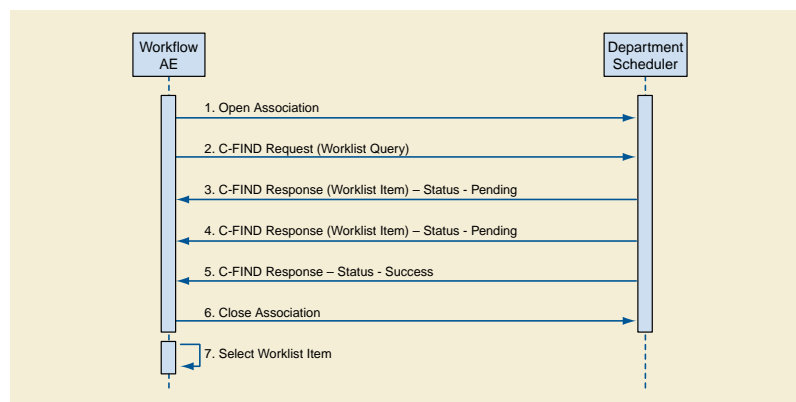 Workflow
AE
Department
Scheduler
1. Open Association
2. C-FIND Request (Worklist Query)
3. C-FIND Response (Worklist Item) – Status - Pending
4. C-FIND Response (Worklist Item) – Status - Pending
5. C-FIND Response – Status - Success
6. Close Association
7. Select Worklist Item